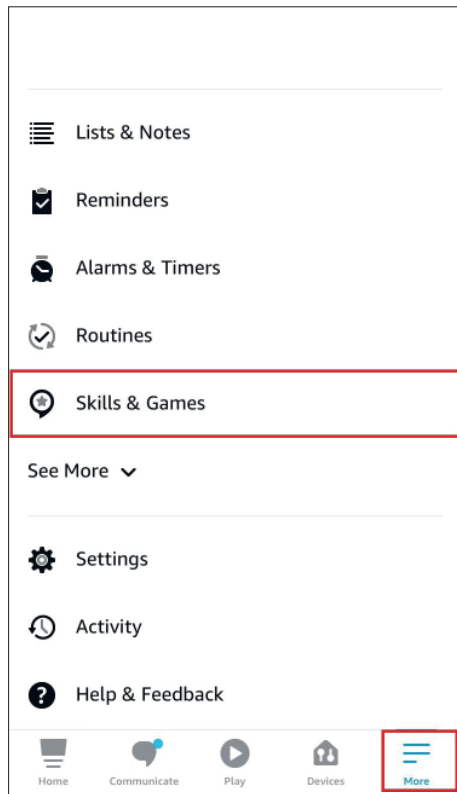 Lists & Notes
Reminders
Alarms & Timers
Routines
Skills & Games
See More
Settings
Activity
Help & Feedback
Home Communicate Play Devices More